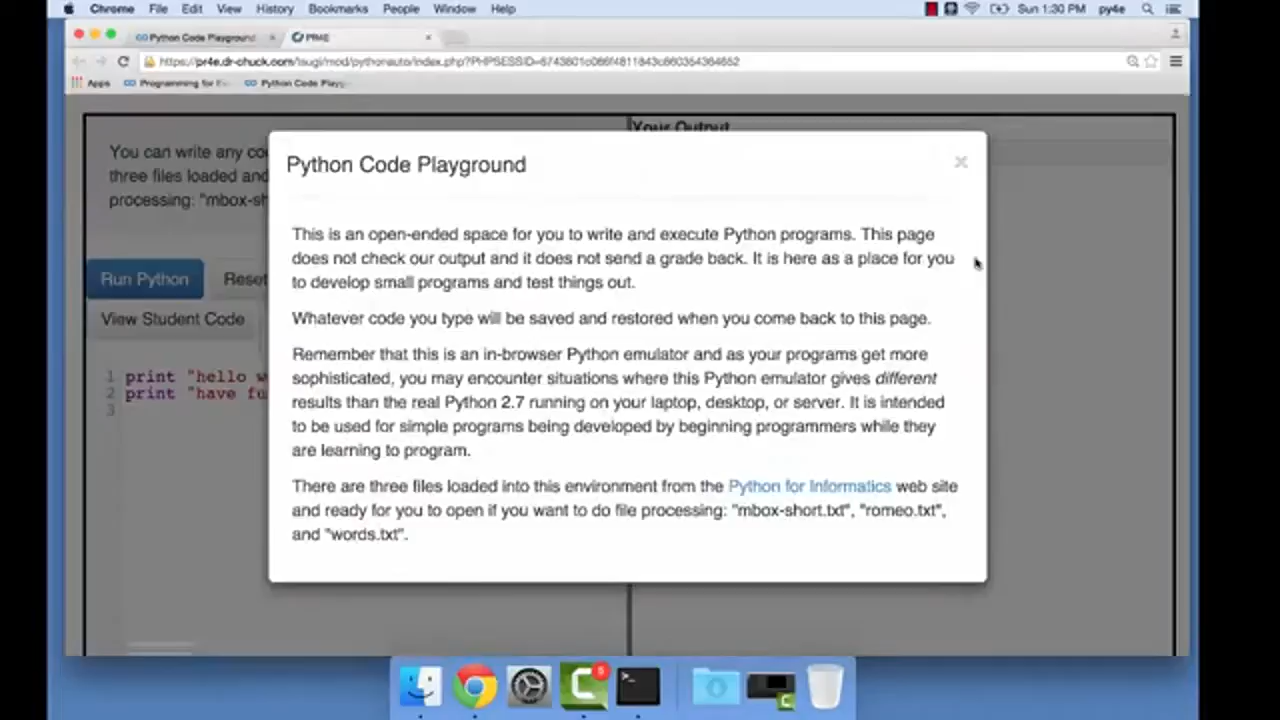 Chrome File Edit View History Bookmarks People Window Help Sun 1:30 PM py4e
Python Code Playground
PR4E
Apps Programming for Python Code Playg
Your Output
You can write any co
three files loaded and
processing: "mbox-sh
Run Python Reset
View Student Code
1 print "hello w
2 print "have fu
3
Python Code Playground
This is an open-ended space for you to write and execute Python programs. This page
does not check our output and it does not send a grade back. It is here as a place for you
to develop small programs and test things out.
Whatever code you type will be saved and restored when you come back to this page.
Remember that this is an in-browser Python emulator and as your programs get more
sophisticated, you may encounter situations where this Python emulator gives different
results than the real Python 2.7 running on your laptop, desktop, or server. It is intended
to be used for simple programs being developed by beginning programmers while they
are learning to program.
There are three files loaded into this environment from the Python for Informatics web site
and ready for you to open if you want to do file processing: "mbox-short.txt", "romeo.txt",
and "words.txt".
5